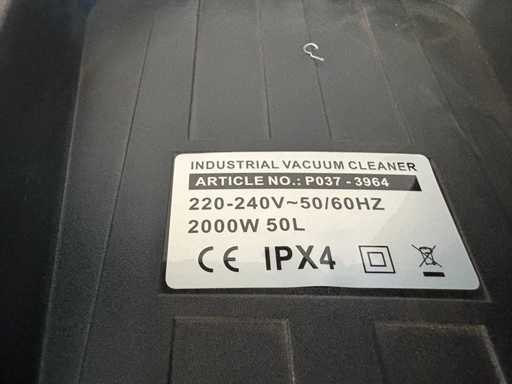 INDUSTRIAL VACUUM CLEANER
ARTICLE NO.: P037 - 3964
220-240V~50/60HZ
2000W 50L
CE IPX4